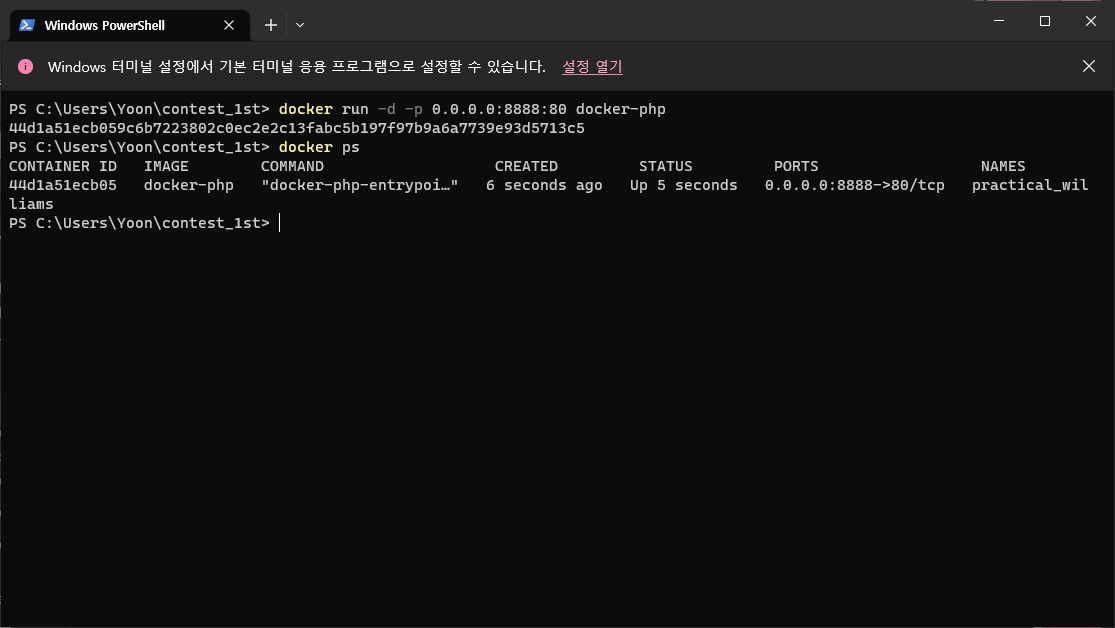 Windows PowerShell
Windows 터미널 설정에서 기본 터미널 응용 프로그램으로 설정할 수 있습니다. 설정 열기
PS C:\Users\Yoon\contest_1st> docker run -d -p 0.0.0.0:8888:80 docker-php
44d1a51ecb059c6b7223802c0ec2e2c13fabc5b197f97b9a6a7739e93d5713c5
PS C:\Users\Yoon\contest_1st> docker ps
CONTAINER ID   IMAGE        COMMAND                   CREATED         STATUS         PORTS                  NAMES
44d1a51ecb05   docker-php   "docker-php-entrypoi…"   6 seconds ago   Up 5 seconds   0.0.0.0:8888->80/tcp   practical_wil
liams
PS C:\Users\Yoon\contest_1st>